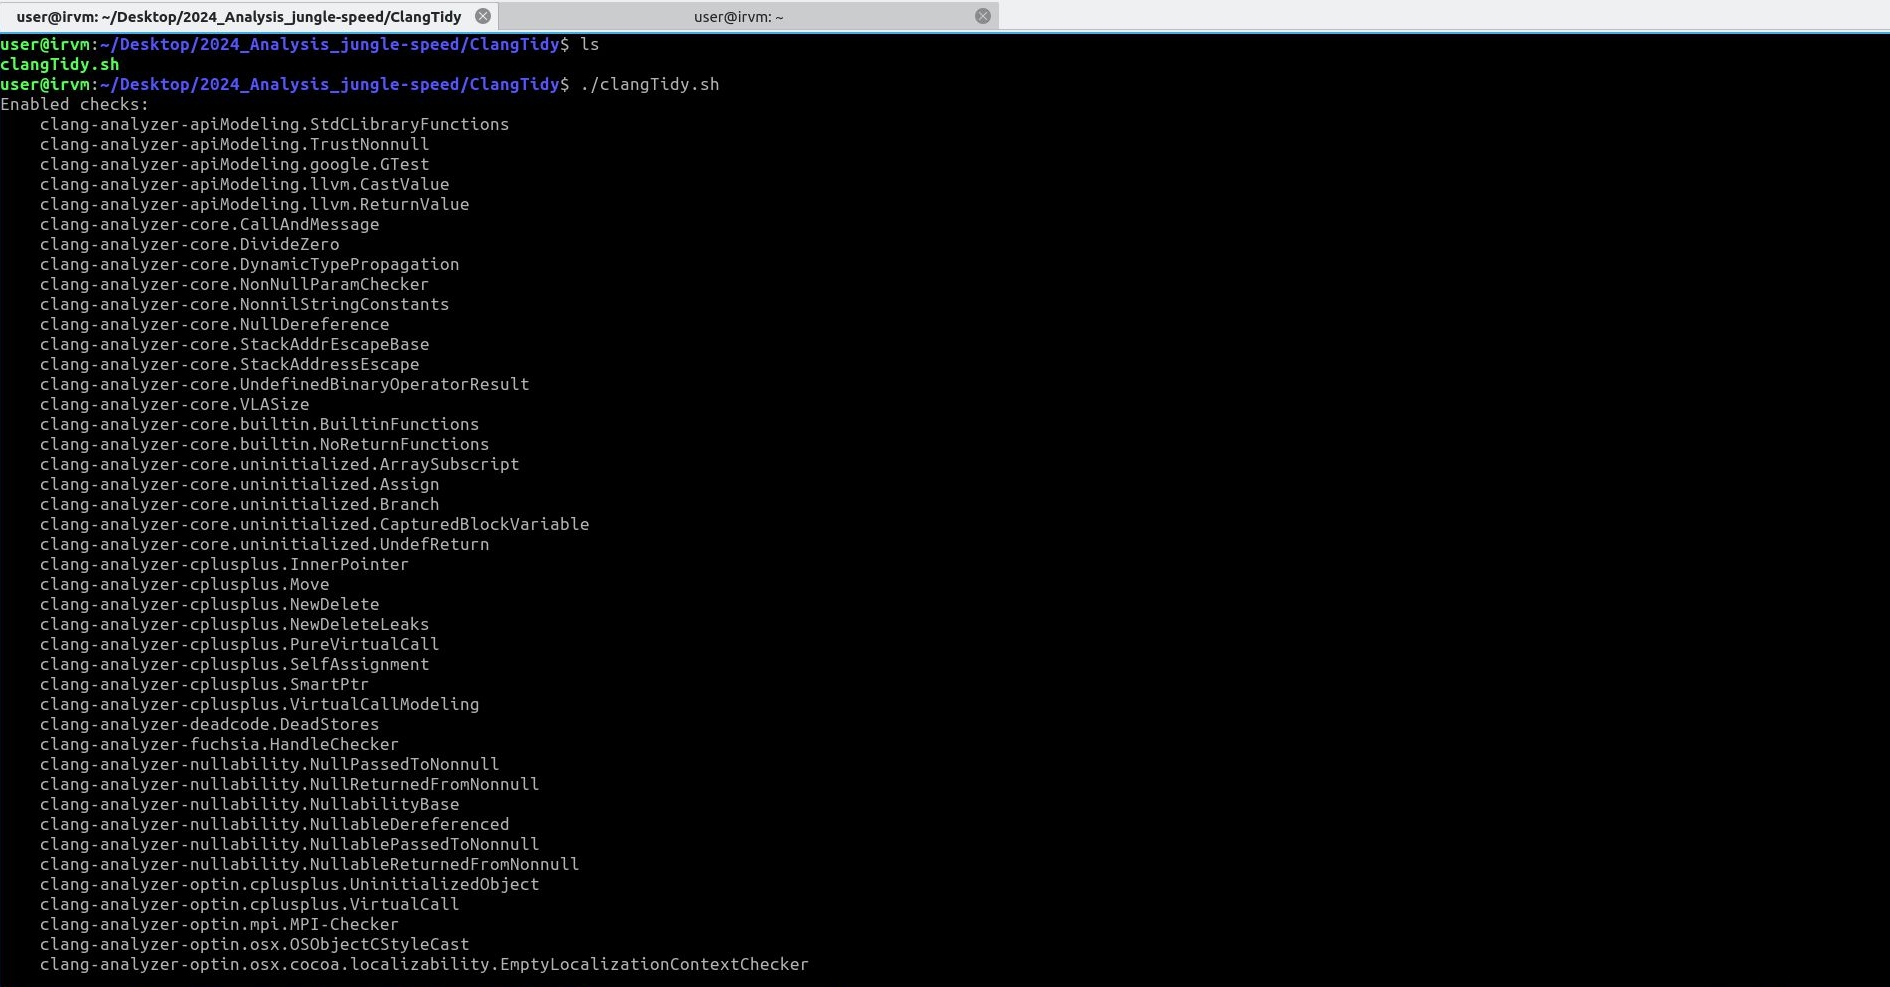 user@irvm: ~/Desktop/2024_Analysis_jungle-speed/ClangTidy
user@irvm: ~
user@irvm:~/Desktop/2024_Analysis_jungle-speed/ClangTidy$ ls
clangTidy.sh
user@irvm:~/Desktop/2024_Analysis_jungle-speed/ClangTidy$ ./clangTidy.sh
Enabled checks:
    clang-analyzer-apiModeling.StdCLibraryFunctions
    clang-analyzer-apiModeling.TrustNonnull
    clang-analyzer-apiModeling.google.GTest
    clang-analyzer-apiModeling.llvm.CastValue
    clang-analyzer-apiModeling.llvm.ReturnValue
    clang-analyzer-core.CallAndMessage
    clang-analyzer-core.DivideZero
    clang-analyzer-core.DynamicTypePropagation
    clang-analyzer-core.NonNullParamChecker
    clang-analyzer-core.NonnilStringConstants
    clang-analyzer-core.NullDereference
    clang-analyzer-core.StackAddrEscapeBase
    clang-analyzer-core.StackAddressEscape
    clang-analyzer-core.UndefinedBinaryOperatorResult
    clang-analyzer-core.VLASize
    clang-analyzer-core.builtin.BuiltinFunctions
    clang-analyzer-core.builtin.NoReturnFunctions
    clang-analyzer-core.uninitialized.ArraySubscript
    clang-analyzer-core.uninitialized.Assign
    clang-analyzer-core.uninitialized.Branch
    clang-analyzer-core.uninitialized.CapturedBlockVariable
    clang-analyzer-core.uninitialized.UndefReturn
    clang-analyzer-cplusplus.InnerPointer
    clang-analyzer-cplusplus.Move
    clang-analyzer-cplusplus.NewDelete
    clang-analyzer-cplusplus.NewDeleteLeaks
    clang-analyzer-cplusplus.PureVirtualCall
    clang-analyzer-cplusplus.SelfAssignment
    clang-analyzer-cplusplus.SmartPtr
    clang-analyzer-cplusplus.VirtualCallModeling
    clang-analyzer-deadcode.DeadStores
    clang-analyzer-fuchsia.HandleChecker
    clang-analyzer-nullability.NullPassedToNonnull
    clang-analyzer-nullability.NullReturnedFromNonnull
    clang-analyzer-nullability.NullabilityBase
    clang-analyzer-nullability.NullableDereferenced
    clang-analyzer-nullability.NullablePassedToNonnull
    clang-analyzer-nullability.NullableReturnedFromNonnull
    clang-analyzer-optin.cplusplus.UninitializedObject
    clang-analyzer-optin.cplusplus.VirtualCall
    clang-analyzer-optin.mpi.MPI-Checker
    clang-analyzer-optin.osx.OSObjectCStyleCast
    clang-analyzer-optin.osx.cocoa.localizability.EmptyLocalizationContextChecker